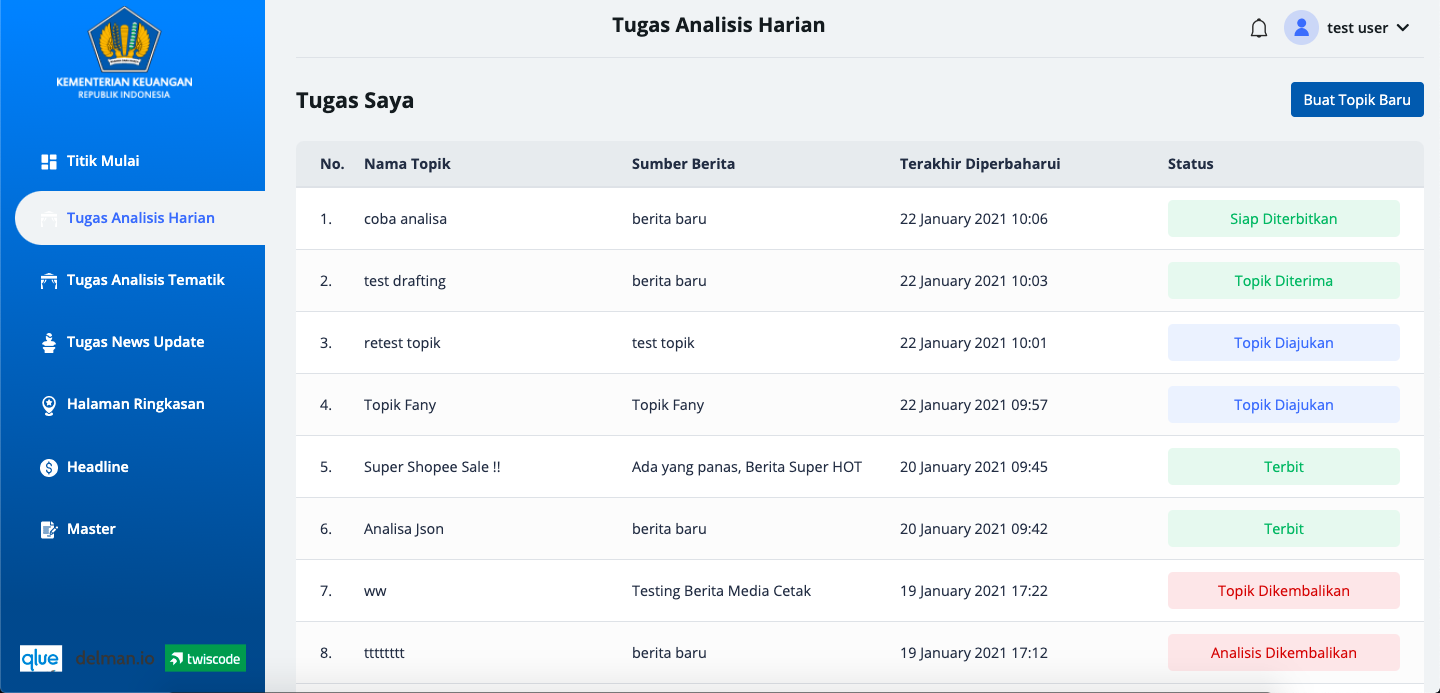 KEMENTERIAN KEUANGAN
REPUBLIK INDONESIA
Titik Mulai
Tugas Analisis Harian
Tugas Analisis Tematik
Tugas News Update
Halaman Ringkasan
Headline
Master
qlue delman.io twiscode
Tugas Analisis Harian
test user
Tugas Saya
Buat Topik Baru
No. Nama Topik Sumber Berita Terakhir Diperbaharui Status
1. coba analisa berita baru 22 January 2021 10:06 Siap Diterbitkan
2. test drafting berita baru 22 January 2021 10:03 Topik Diterima
3. retest topik test topik 22 January 2021 10:01 Topik Diajukan
4. Topik Fany Topik Fany 22 January 2021 09:57 Topik Diajukan
5. Super Shopee Sale !! Ada yang panas, Berita Super HOT 20 January 2021 09:45 Terbit
6. Analisa Json berita baru 20 January 2021 09:42 Terbit
7. ww Testing Berita Media Cetak 19 January 2021 17:22 Topik Dikembalikan
8. tttttttt berita baru 19 January 2021 17:12 Analisis Dikembalikan